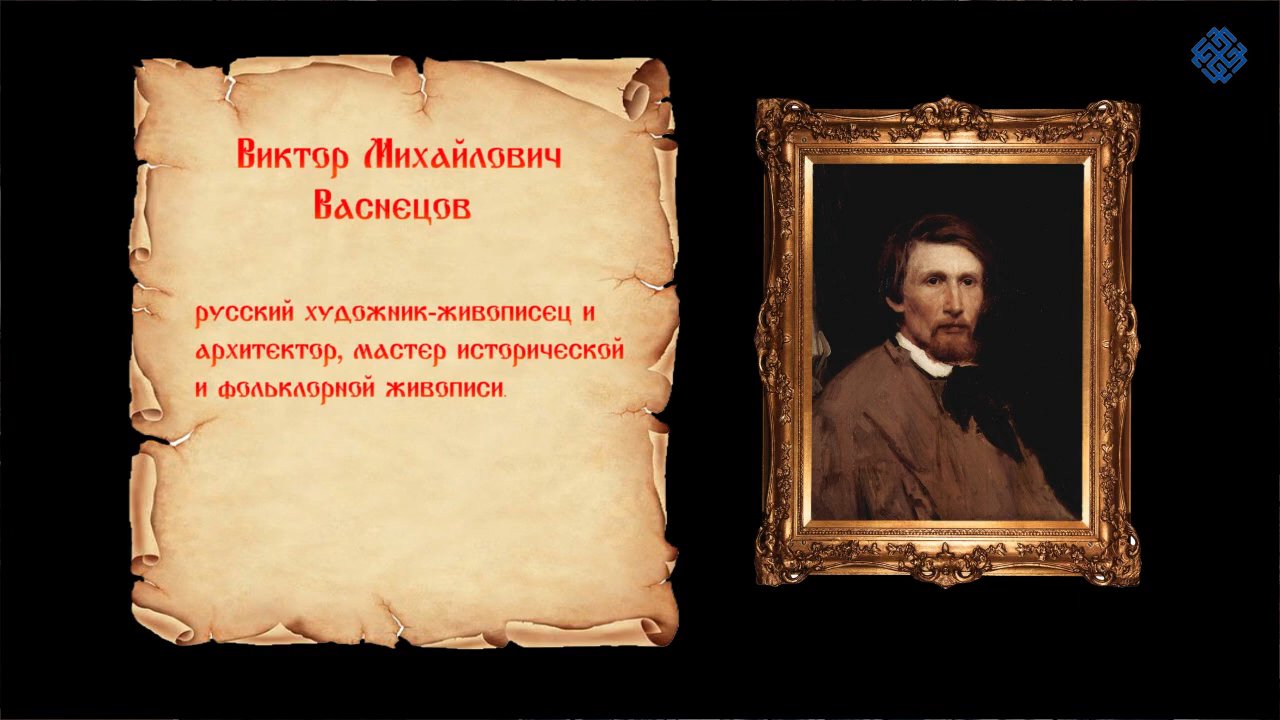 Виктор Михайлович
Васнецов
русский художник-живописец и
архитектор, мастер исторической
и фольклорной живописи.